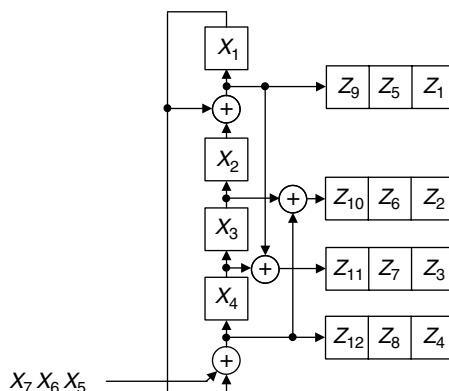 X₁
Z₉ Z₅ Z₁
+
X₂
Z₁₀ Z₆ Z₂
+
X₃
Z₁₁ Z₇ Z₃
+
X₄
Z₁₂ Z₈ Z₄
+
X₇ X₆ X₅